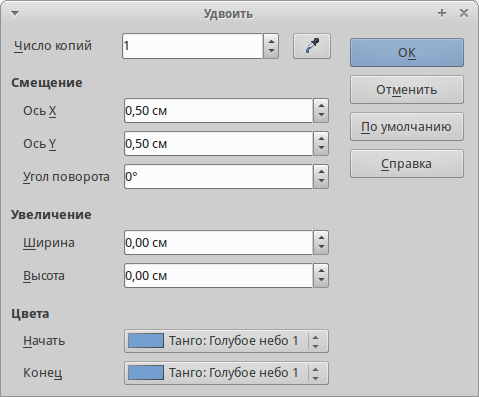 Удвоить
Число копий 1
OK
Смещение
Отменить
Ось X 0,50 см
По умолчанию
Ось Y 0,50 см
Справка
Угол поворота 0°
Увеличение
Ширина 0,00 см
Высота 0,00 см
Цвета
Начать Танго: Голубое небо 1
Конец Танго: Голубое небо 1